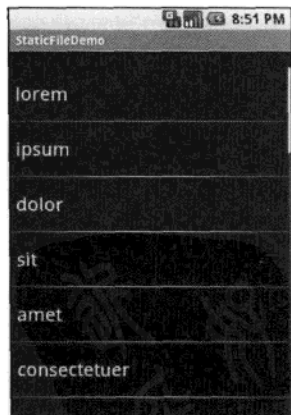 8:51 PM
StaticFileDemo
lorem
ipsum
dolor
sit
amet
consectetuer